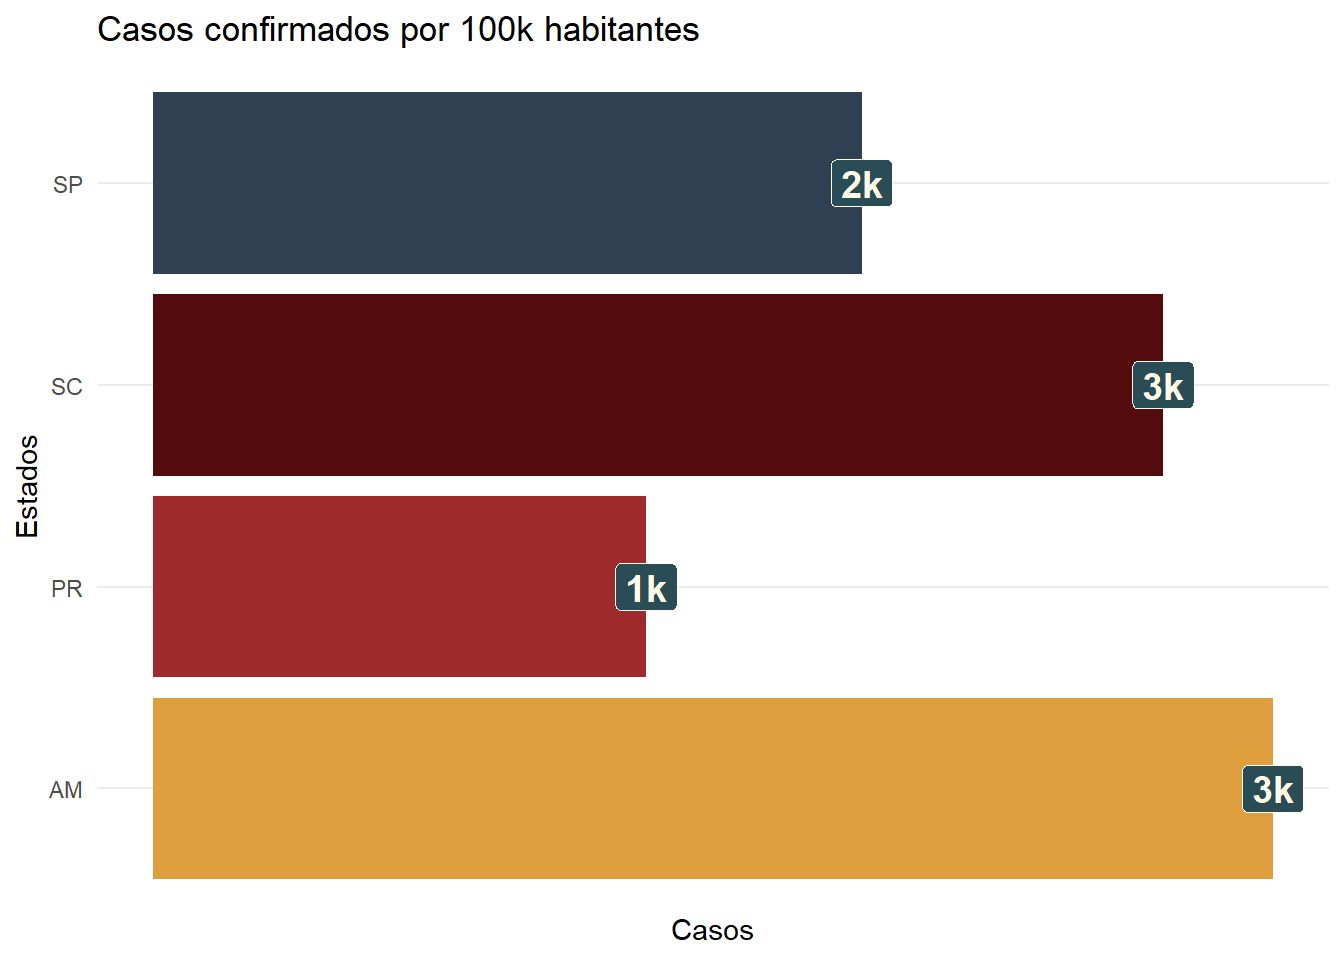 Casos confirmados por 100k habitantes
SP
2k
SC
3k
Estados
PR
1k
AM
3k
Casos